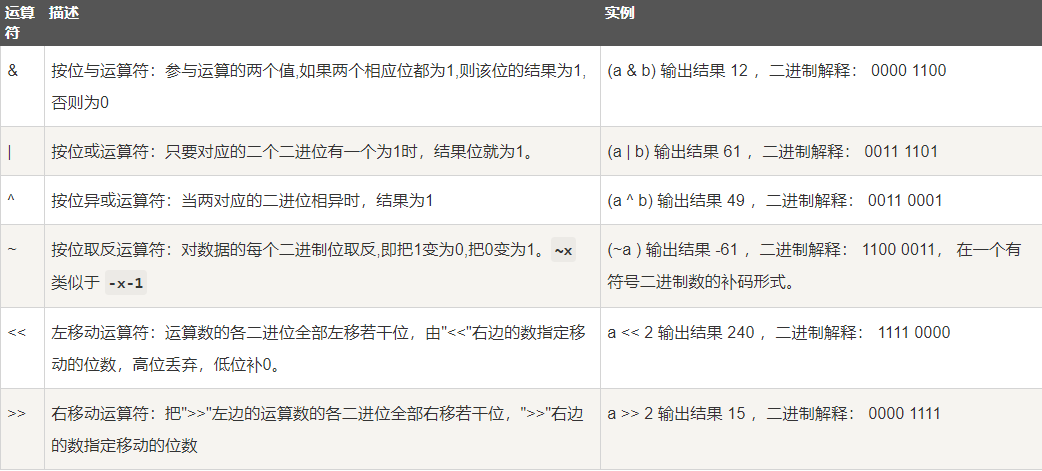 运算符 描述 实例
& 按位与运算符：参与运算的两个值,如果两个相应位都为1,则该位的结果为1, (a & b) 输出结果 12 ，二进制解释： 0000 1100
否则为0
| 按位或运算符：只要对应的二个二进位有一个为1时，结果位就为1。 (a | b) 输出结果 61 ，二进制解释： 0011 1101
^ 按位异或运算符：当两对应的二进位相异时，结果为1 (a ^ b) 输出结果 49 ，二进制解释： 0011 0001
~ 按位取反运算符：对数据的每个二进制位取反,即把1变为0,把0变为1。 ~x (~a ) 输出结果 -61 ，二进制解释： 1100 0011， 在一个有
类似于 -x-1 符号二进制数的补码形式。
<< 左移动运算符：运算数的各二进位全部左移若干位，由"<<"右边的数指定移 a << 2 输出结果 240 ，二进制解释： 1111 0000
动的位数，高位丢弃，低位补0。
>> 右移动运算符：把">>"左边的运算数的各二进位全部右移若干位，">>"右边 a >> 2 输出结果 15 ，二进制解释： 0000 1111
的数指定移动的位数